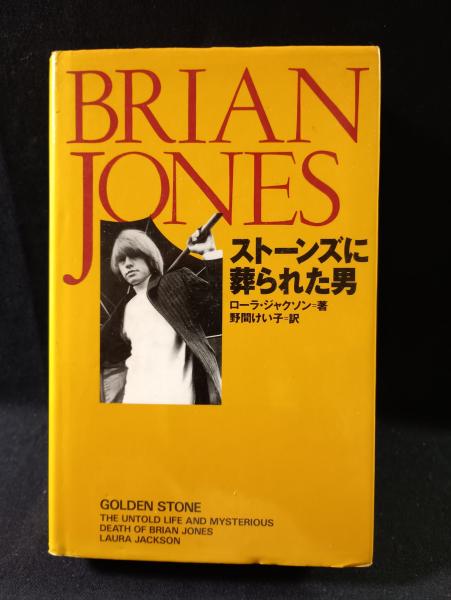 BRIAN
JONES
ストーンズに
葬られた男
ローラ・ジャクソン=著
野間けい子=訳
GOLDEN STONE
THE UNTOLD LIFE AND MYSTERIOUS
DEATH OF BRIAN JONES
LAURA JACKSON